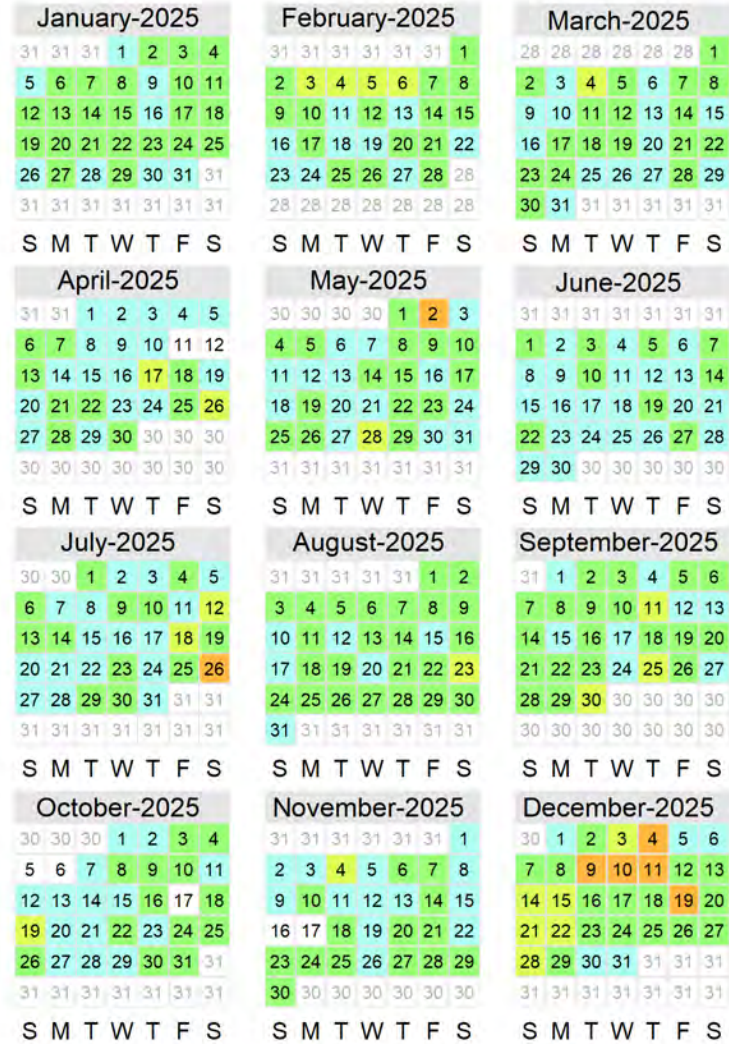 January-2025
31 31 31 1 2 3 4
5 6 7 8 9 10 11
12 13 14 15 16 17 18
19 20 21 22 23 24 25
26 27 28 29 30 31 31
31 31 31 31 31 31 31
S M T W T F S
February-2025
31 31 31 31 31 31 1
2 3 4 5 6 7 8
9 10 11 12 13 14 15
16 17 18 19 20 21 22
23 24 25 26 27 28 28
28 28 28 28 28 28 28
S M T W T F S
March-2025
28 28 28 28 28 28 1
2 3 4 5 6 7 8
9 10 11 12 13 14 15
16 17 18 19 20 21 22
23 24 25 26 27 28 29
30 31 31 31 31 31 31
S M T W T F S
April-2025
31 31 1 2 3 4 5
6 7 8 9 10 11 12
13 14 15 16 17 18 19
20 21 22 23 24 25 26
27 28 29 30 30 30 30
30 30 30 30 30 30 30
S M T W T F S
May-2025
30 30 30 30 1 2 3
4 5 6 7 8 9 10
11 12 13 14 15 16 17
18 19 20 21 22 23 24
25 26 27 28 29 30 31
31 31 31 31 31 31 31
S M T W T F S
June-2025
31 31 31 31 31 31 31
1 2 3 4 5 6 7
8 9 10 11 12 13 14
15 16 17 18 19 20 21
22 23 24 25 26 27 28
29 30 30 30 30 30 30
S M T W T F S
July-2025
30 30 1 2 3 4 5
6 7 8 9 10 11 12
13 14 15 16 17 18 19
20 21 22 23 24 25 26
27 28 29 30 31 31 31
31 31 31 31 31 31 31
S M T W T F S
August-2025
31 31 31 31 31 1 2
3 4 5 6 7 8 9
10 11 12 13 14 15 16
17 18 19 20 21 22 23
24 25 26 27 28 29 30
31 31 31 31 31 31 31
S M T W T F S
September-2025
31 1 2 3 4 5 6
7 8 9 10 11 12 13
14 15 16 17 18 19 20
21 22 23 24 25 26 27
28 29 30 30 30 30 30
30 30 30 30 30 30 30
S M T W T F S
October-2025
30 30 30 1 2 3 4
5 6 7 8 9 10 11
12 13 14 15 16 17 18
19 20 21 22 23 24 25
26 27 28 29 30 31 31
31 31 31 31 31 31 31
S M T W T F S
November-2025
31 31 31 31 31 31 1
2 3 4 5 6 7 8
9 10 11 12 13 14 15
16 17 18 19 20 21 22
23 24 25 26 27 28 29
30 30 30 30 30 30 30
S M T W T F S
December-2025
30 1 2 3 4 5 6
7 8 9 10 11 12 13
14 15 16 17 18 19 20
21 22 23 24 25 26 27
28 29 30 31 31 31 31
31 31 31 31 31 31 31
S M T W T F S